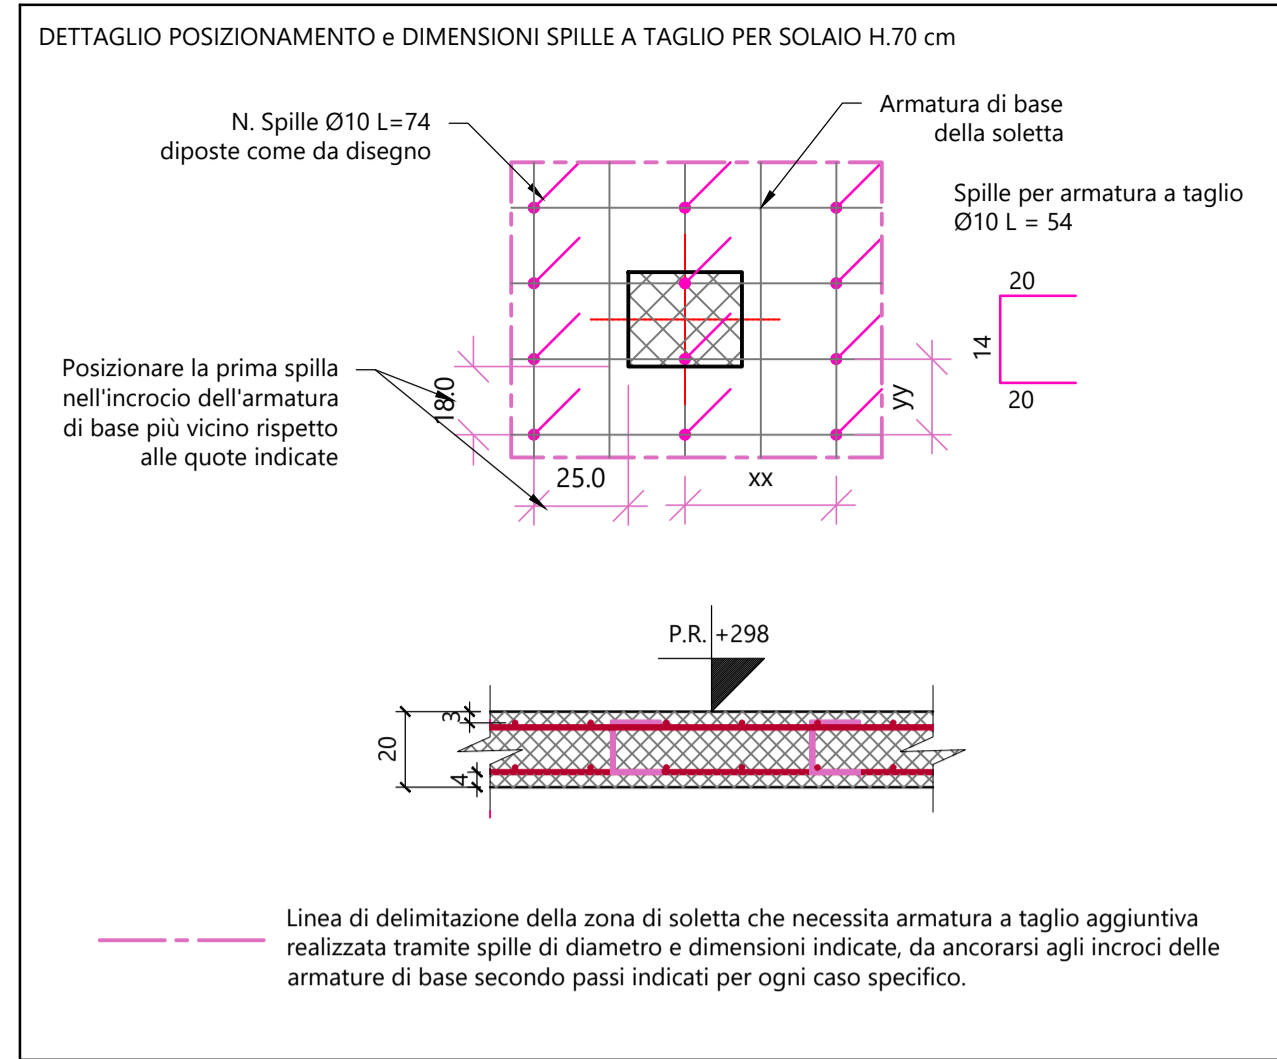 DETTAGLIO POSIZIONAMENTO e DIMENSIONI SPILLE A TAGLIO PER SOLAIO H.70 cm
N. Spille Ø10 L=74
diposte come da disegno
Armatura di base
della soletta
Spille per armatura a taglio
Ø10 L = 54
20
14
20
Posizionare la prima spilla
nell'incrocio dell'armatura
di base più vicino rispetto
alle quote indicate
18.0
yy
25.0
xx
P.R. +298
3
20
4
Linea di delimitazione della zona di soletta che necessita armatura a taglio aggiuntiva
realizzata tramite spille di diametro e dimensioni indicate, da ancorarsi agli incroci delle
armature di base secondo passi indicati per ogni caso specifico.